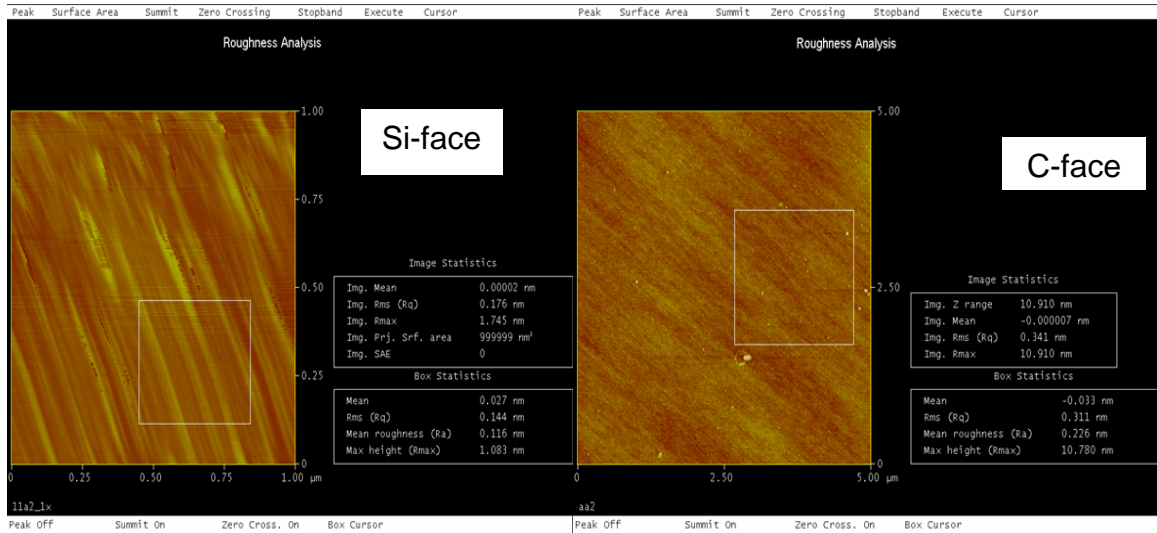 Peak Surface Area Summit Zero Crossing Stopband Execute Cursor
Roughness Analysis
Si-face
1.00
0.75
0.50
0.25
0
0 0.25 0.50 0.75 1.00 µm
Image Statistics
Img. Mean 0.00002 nm
Img. Rms (Rq) 0.176 nm
Img. Rmax 1.745 nm
Img. Prj. Srf. area 999999 nm²
Img. SAE 0
Box Statistics
Mean 0.027 nm
Rms (Rq) 0.144 nm
Mean roughness (Ra) 0.116 nm
Max height (Rmax) 1.083 nm
11a2_1x
Peak Off Summit On Zero Cross. On Box Cursor
Peak Surface Area Summit Zero Crossing Stopband Execute Cursor
Roughness Analysis
C-face
5.00
2.50
0
0 2.50 5.00 µm
Image Statistics
Img. Z range 10.910 nm
Img. Mean -0.000007 nm
Img. Rms (Rq) 0.341 nm
Img. Rmax 10.910 nm
Box Statistics
Mean -0.033 nm
Rms (Rq) 0.311 nm
Mean roughness (Ra) 0.226 nm
Max height (Rmax) 10.780 nm
aa2
Peak Off Summit On Zero Cross. On Box Cursor